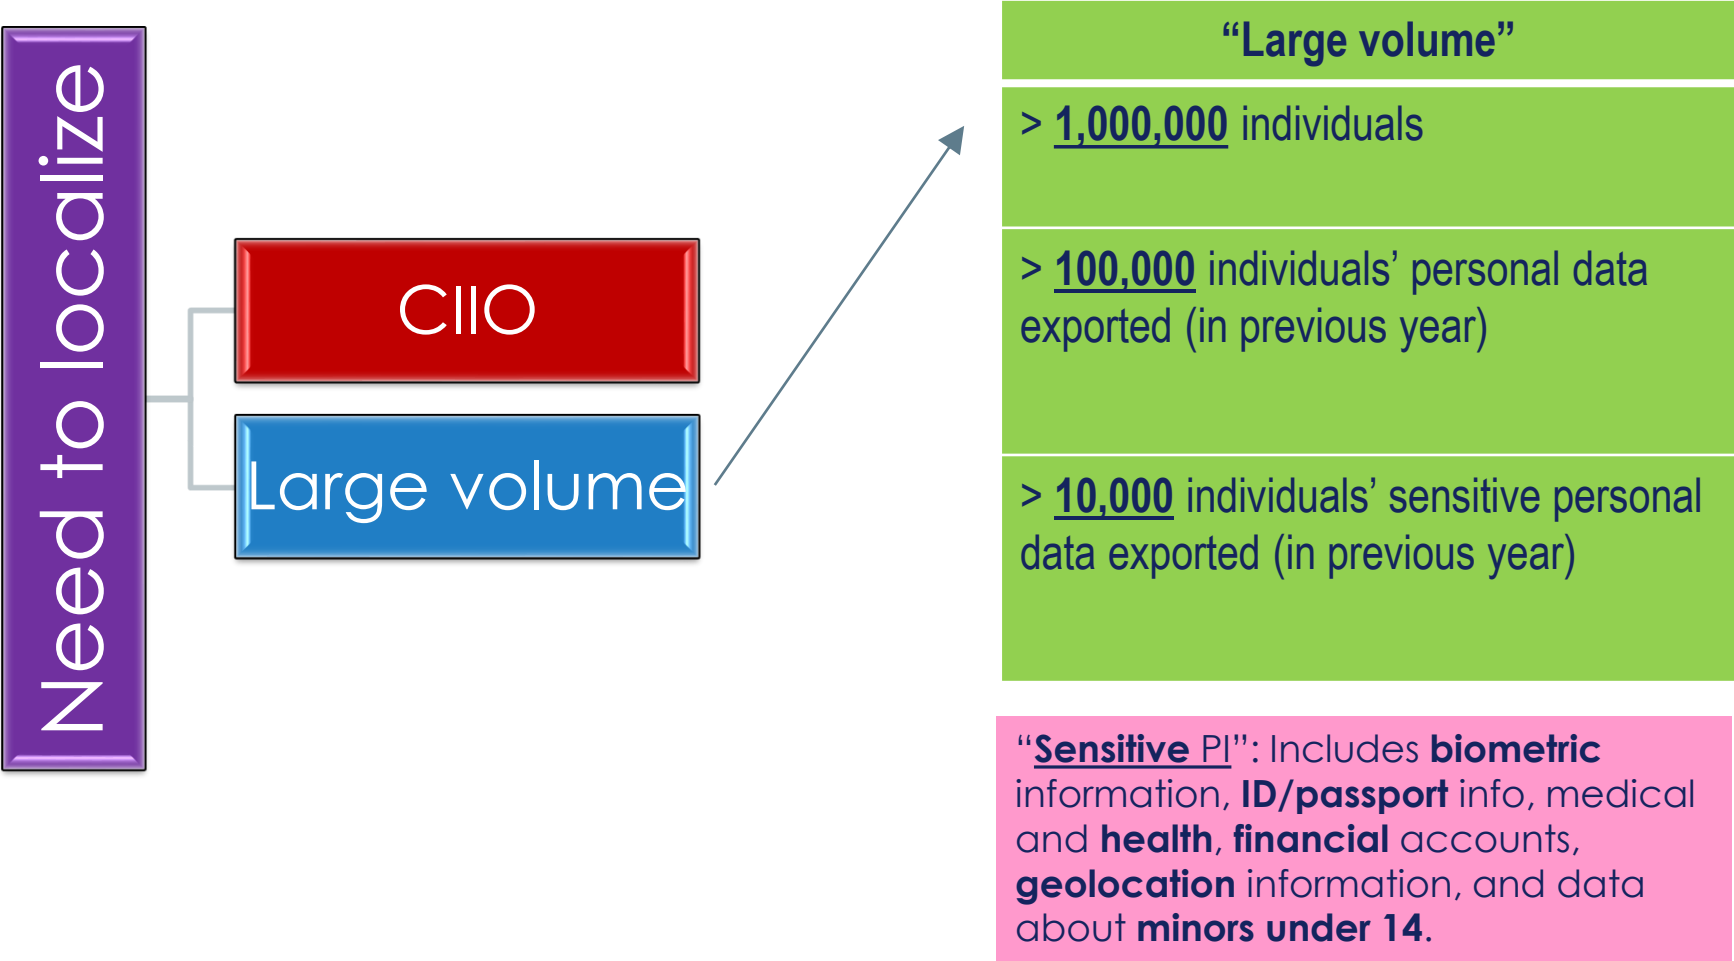 Need to localize
CIIO
Large volume
“Large volume”
> 1,000,000 individuals
> 100,000 individuals’ personal data
exported (in previous year)
> 10,000 individuals’ sensitive personal
data exported (in previous year)
“Sensitive PI”: Includes biometric
information, ID/passport info, medical
and health, financial accounts,
geolocation information, and data
about minors under 14.